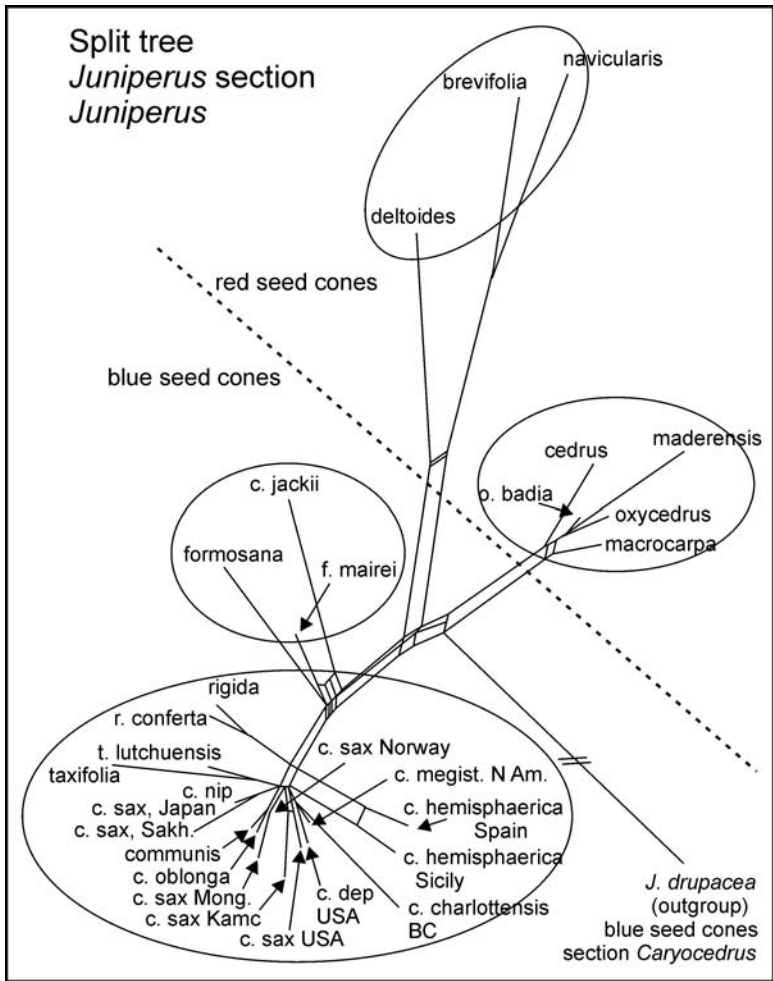 Split tree
Juniperus section
Juniperus
navicularis
brevifolia
deltoides
red seed cones
blue seed cones
maderensis
cedrus
o. badia
oxycedrus
macrocarpa
c. jackii
formosana
f. mairei
rigida
r. conferta
c. sax Norway
t. lutchuensis
taxifolia
c. megist. N Am.
c. nip
c. sax, Japan
c. hemisphaerica
Spain
c. sax, Sakh.
communis
c. hemisphaerica
Sicily
c. oblonga
c. sax Mong.
c. dep
USA
c. sax Kamc
c. charlottensis
BC
c. sax USA
J. drupacea
(outgroup)
blue seed cones
section Caryocedrus